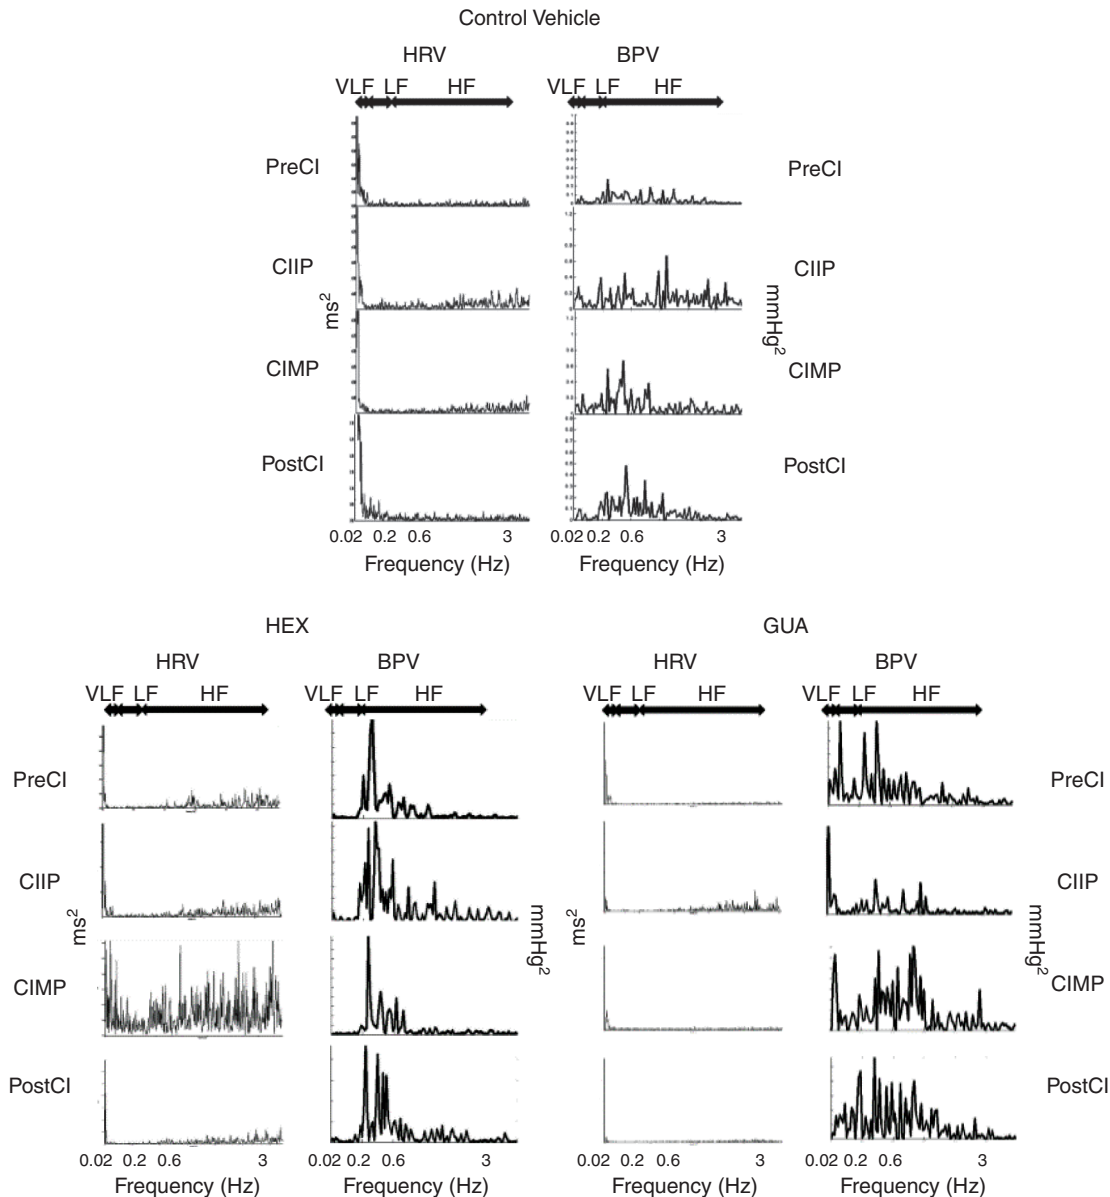 Control Vehicle
HRV BPV
VLF LF HF VLF LF HF
PreCI PreCI
CIIP CIIP
ms² mmHg²
CIMP CIMP
PostCI PostCI
0.02 0.2 0.6 3 0.02 0.2 0.6 3
Frequency (Hz) Frequency (Hz)
HEX GUA
HRV BPV HRV BPV
VLF LF HF VLF LF HF VLF LF HF VLF LF HF
PreCI PreCI
CIIP CIIP
ms² mmHg² ms² mmHg²
CIMP CIMP
PostCI PostCI
0.02 0.2 0.6 3 0.02 0.2 0.6 3 0.02 0.2 0.6 3 0.02 0.2 0.6 3
Frequency (Hz) Frequency (Hz) Frequency (Hz) Frequency (Hz)